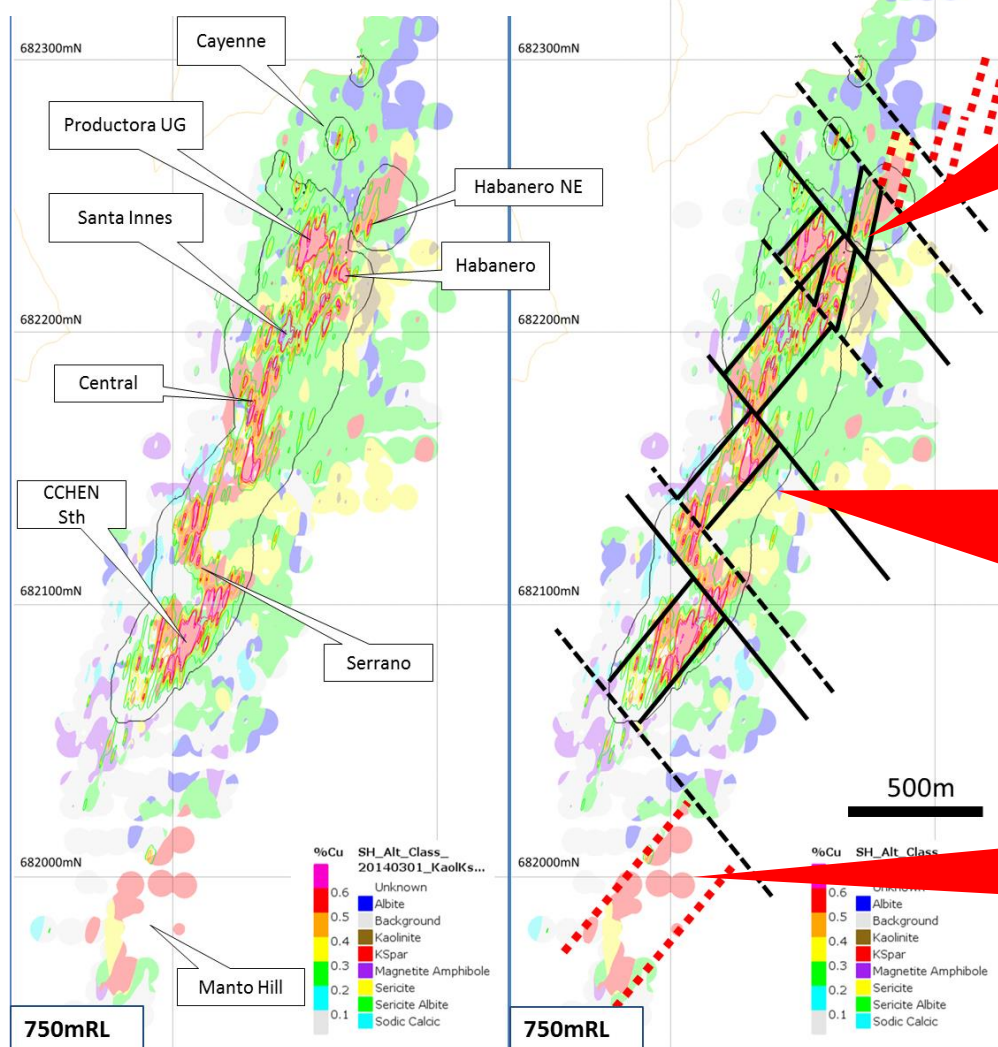 682300mN
Cayenne
Productora UG
Habanero NE
Santa Innes
Habanero
682200mN
Central
CCHEN
Sth
682100mN
Serrano
682000mN
Manto Hill
%Cu
0.6
0.5
0.4
0.3
0.2
0.1
SH_Alt_Class_
20140301_KaolKs...
Unknown
Albite
Background
Kaolinite
KSpar
Magnetite Amphibole
Sericite
Sericite Albite
Sodic Calcic
750mRL
682300mN
682200mN
682100mN
500m
682000mN
%Cu
0.6
0.5
0.4
0.3
0.2
0.1
SH_Alt_Class
Unknown
Albite
Background
Kaolinite
KSpar
Magnetite Amphibole
Sericite
Sericite Albite
Sodic Calcic
750mRL